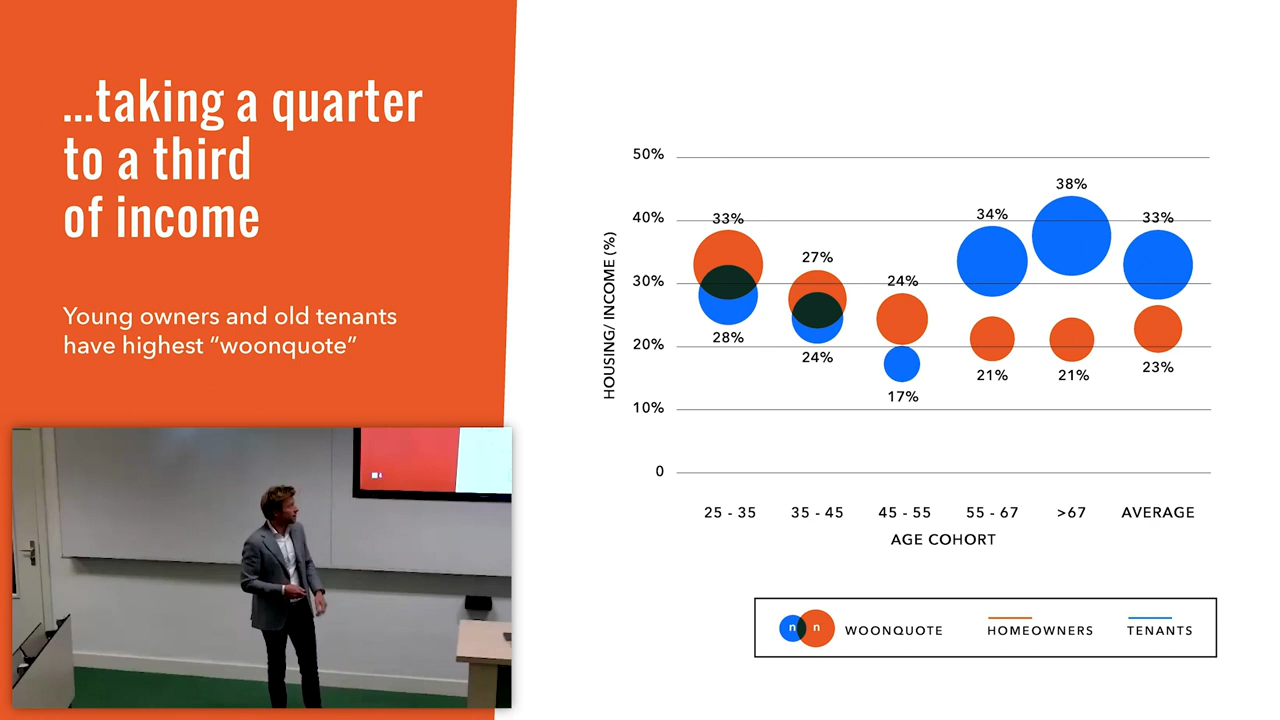 ...taking a quarter
to a third
of income
Young owners and old tenants
have highest “woonquote”
HOUSING/ INCOME (%)
50%
40%
30%
20%
10%
0
33%
28%
27%
24%
24%
17%
34%
21%
38%
21%
33%
23%
25 - 35
35 - 45
45 - 55
55 - 67
>67
AVERAGE
AGE COHORT
n n WOONQUOTE
HOMEOWNERS
TENANTS